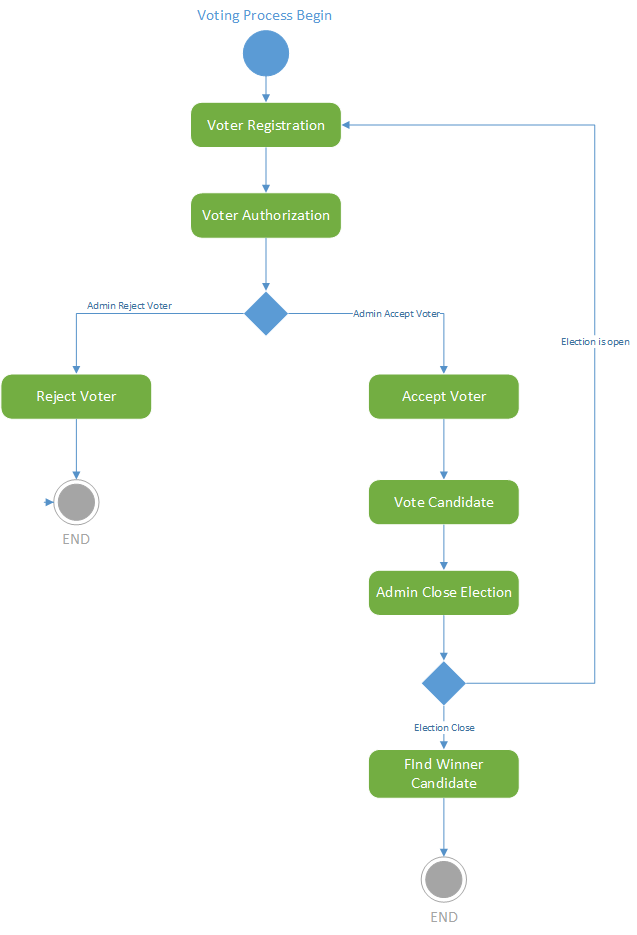 Voting Process Begin
Voter Registration
Voter Authorization
Admin Reject Voter
Admin Accept Voter
Election is open
Reject Voter
Accept Voter
Vote Candidate
END
Admin Close Election
Election Close
FInd Winner
Candidate
END